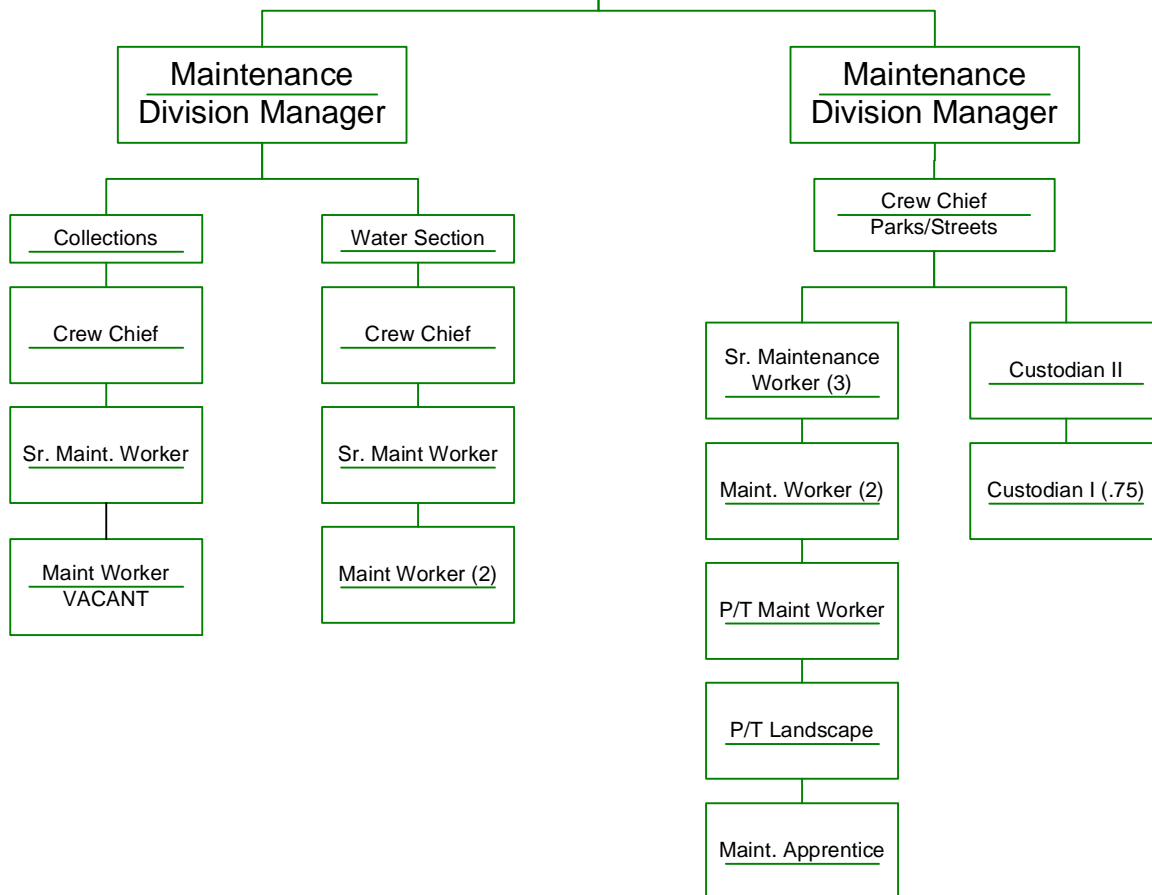 Maintenance
Division Manager
Collections
Crew Chief
Sr. Maint. Worker
Maint Worker
VACANT
Water Section
Crew Chief
Sr. Maint Worker
Maint Worker (2)
Maintenance
Division Manager
Crew Chief
Parks/Streets
Sr. Maintenance
Worker (3)
Maint. Worker (2)
P/T Maint Worker
P/T Landscape
Maint. Apprentice
Custodian II
Custodian I (.75)